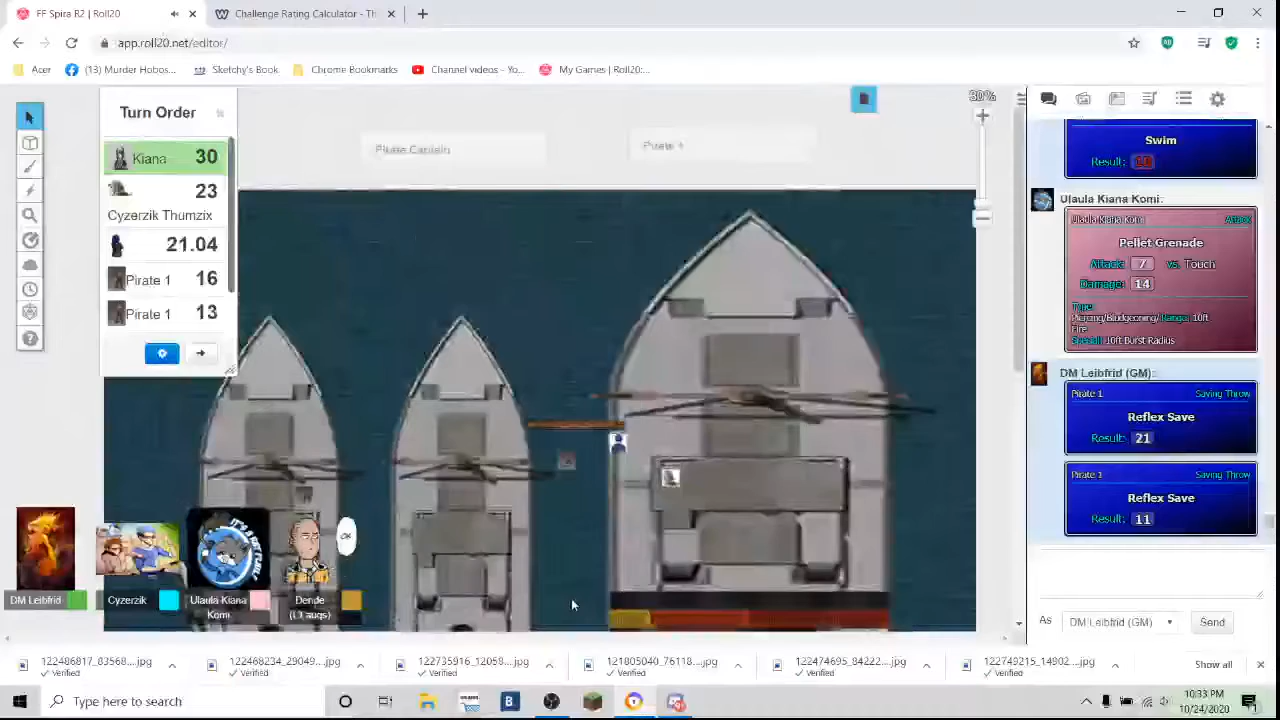 FF Spira R2 | Roll20
Challenge Rating Calculator - Th
app.roll20.net/editor/
Acer
(13) Murder Hobos...
Sketchy's Book
Chrome Bookmarks
Channel videos - Yo...
My Games | Roll20:...
Turn Order
Kiana 30
23
Cyzerzik Thumzix
21.04
Pirate 1 16
Pirate 1 13
Pirate Captain
Pirate 1
30%
Swim
Result:
Ulaula Kiana Komi:
Ulaula Kiana Komi Attack
Pellet Grenade
Attack: 7 vs. Touch
Damage: 14
Type:
Piercing/Bludgeoning/ Range: 10ft
Fire
Special: 10ft Burst Radius
DM Leibfrid (GM):
Pirate 1 Saving Throw
Reflex Save
Result: 21
Pirate 1 Saving Throw
Reflex Save
Result: 11
As DM Leibfrid (GM) Send
OK
DM Leibfrid
Cyzerzik
Ulaula Kiana
Komi
Dende
122486817_03568....jpg
Verified
122468234_29049....jpg
Verified
122735916_12058....jpg
Verified
121805040_76118....jpg
Verified
122474695_84222....jpg
Verified
122749215_14902....jpg
Verified
Show all
Type here to search
10:33 PM
10/24/2020